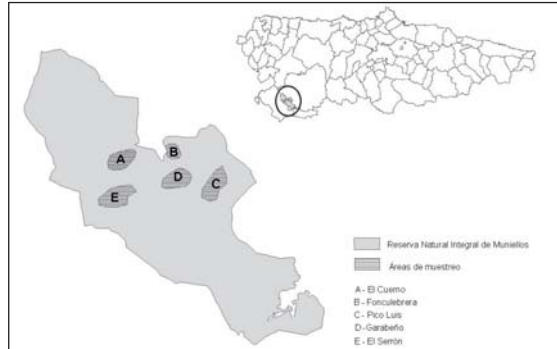 A
B
D
C
E
Reserva Natural Integral de Muniellos
Áreas de muestreo
A - El Cuerno
B - Fonculebrera
C - Pico Luis
D - Garabeño
E - El Serrón